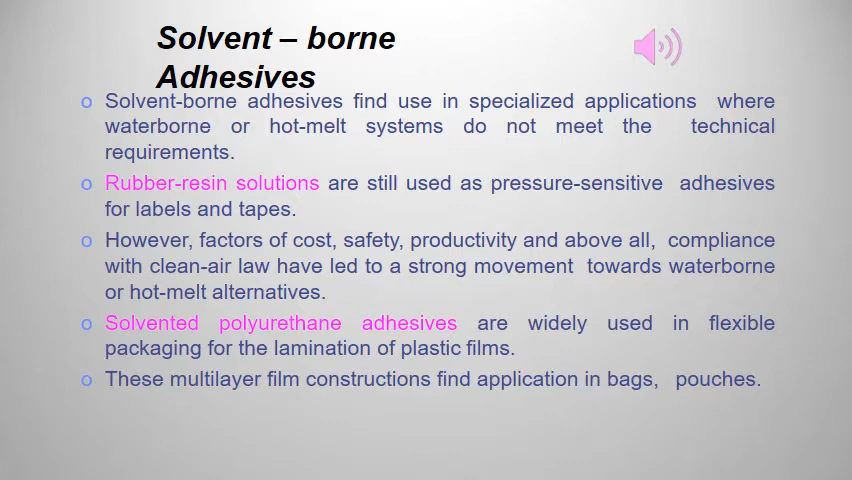 Solvent – borne
Adhesives
o Solvent-borne adhesives find use in specialized applications where
waterborne or hot-melt systems do not meet the technical
requirements.
o Rubber-resin solutions are still used as pressure-sensitive adhesives
for labels and tapes.
o However, factors of cost, safety, productivity and above all, compliance
with clean-air law have led to a strong movement towards waterborne
or hot-melt alternatives.
o Solvented polyurethane adhesives are widely used in flexible
packaging for the lamination of plastic films.
o These multilayer film constructions find application in bags, pouches.